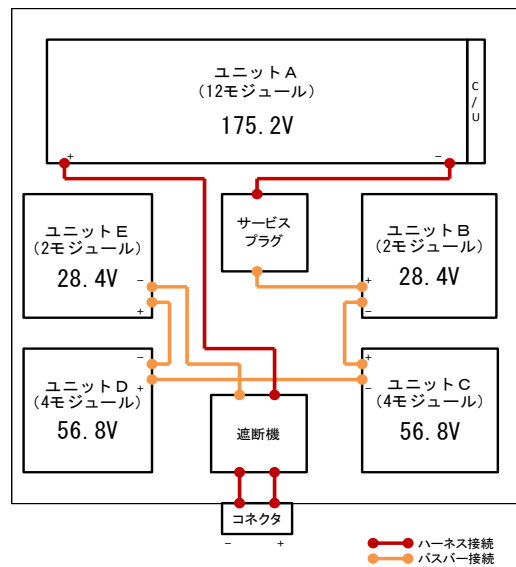 ユニットA
(12モジュール)
175.2V
C/U
+
−
ユニットE
(2モジュール)
28.4V
−
+
サービス
プラグ
ユニットB
(2モジュール)
28.4V
+
−
ユニットD
(4モジュール)
56.8V
−
+
遮断機
ユニットC
(4モジュール)
56.8V
+
−
コネクタ
− +
ハーネス接続
バスバー接続